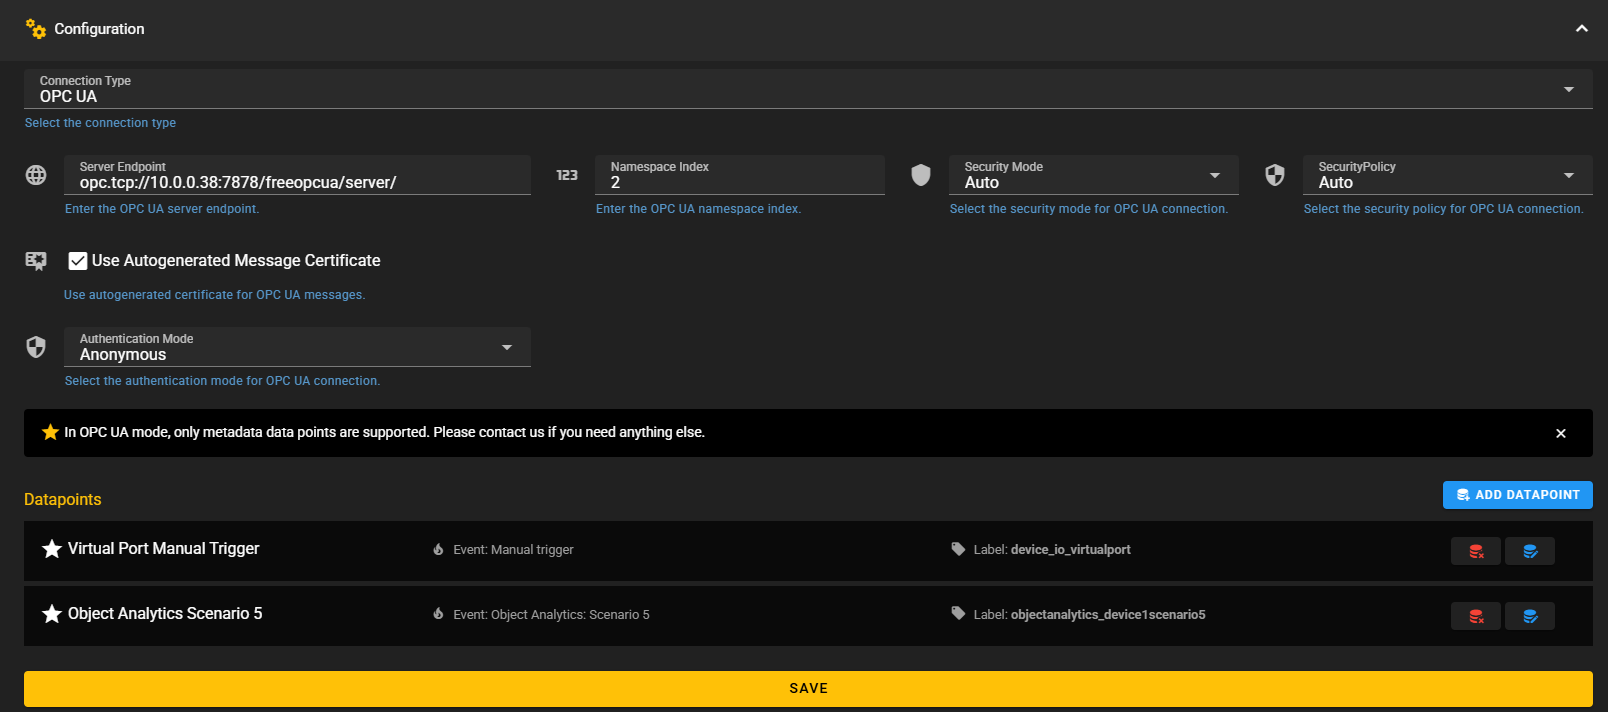 Configuration
Connection Type
OPC UA
Select the connection type
Server Endpoint
opc.tcp://10.0.0.38:7878/freeopcua/server/
Enter the OPC UA server endpoint.
123
Namespace Index
2
Enter the OPC UA namespace index.
Security Mode
Auto
Select the security mode for OPC UA connection.
SecurityPolicy
Auto
Select the security policy for OPC UA connection.
Use Autogenerated Message Certificate
Use autogenerated certificate for OPC UA messages.
Authentication Mode
Anonymous
Select the authentication mode for OPC UA connection.
In OPC UA mode, only metadata data points are supported. Please contact us if you need anything else.
Datapoints
ADD DATAPOINT
Virtual Port Manual Trigger
Event: Manual trigger
Label: device_io_virtualport
Object Analytics Scenario 5
Event: Object Analytics: Scenario 5
Label: objectanalytics_device1scenario5
SAVE